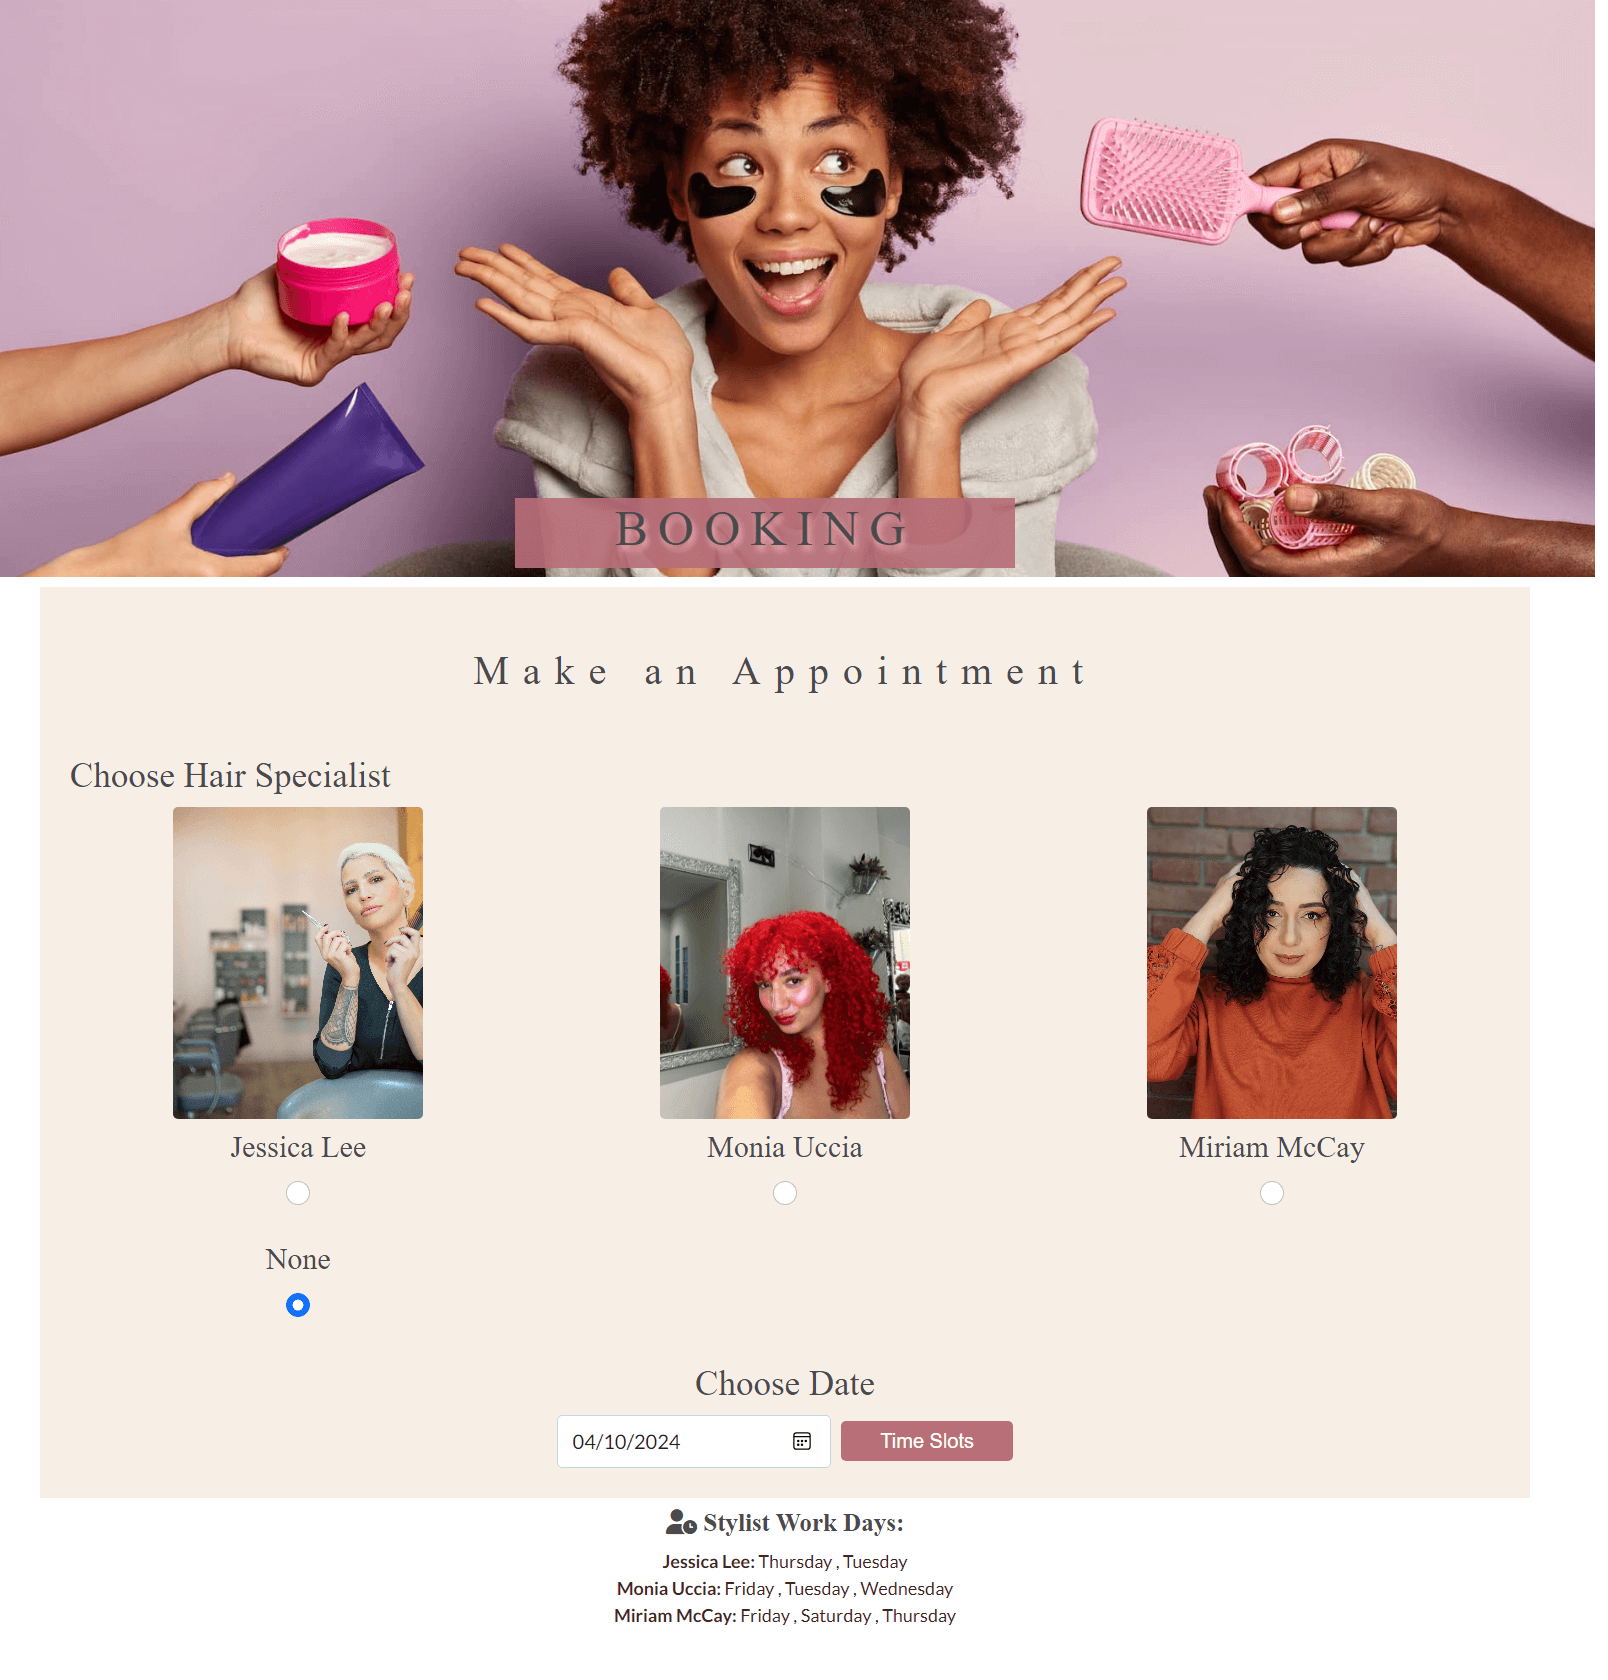 BOOKING
Make an Appointment
Choose Hair Specialist
Jessica Lee
Monia Uccia
Miriam McCay
None
Choose Date
04/10/2024
Time Slots
Stylist Work Days:
Jessica Lee: Thursday , Tuesday
Monia Uccia: Friday , Tuesday , Wednesday
Miriam McCay: Friday , Saturday , Thursday